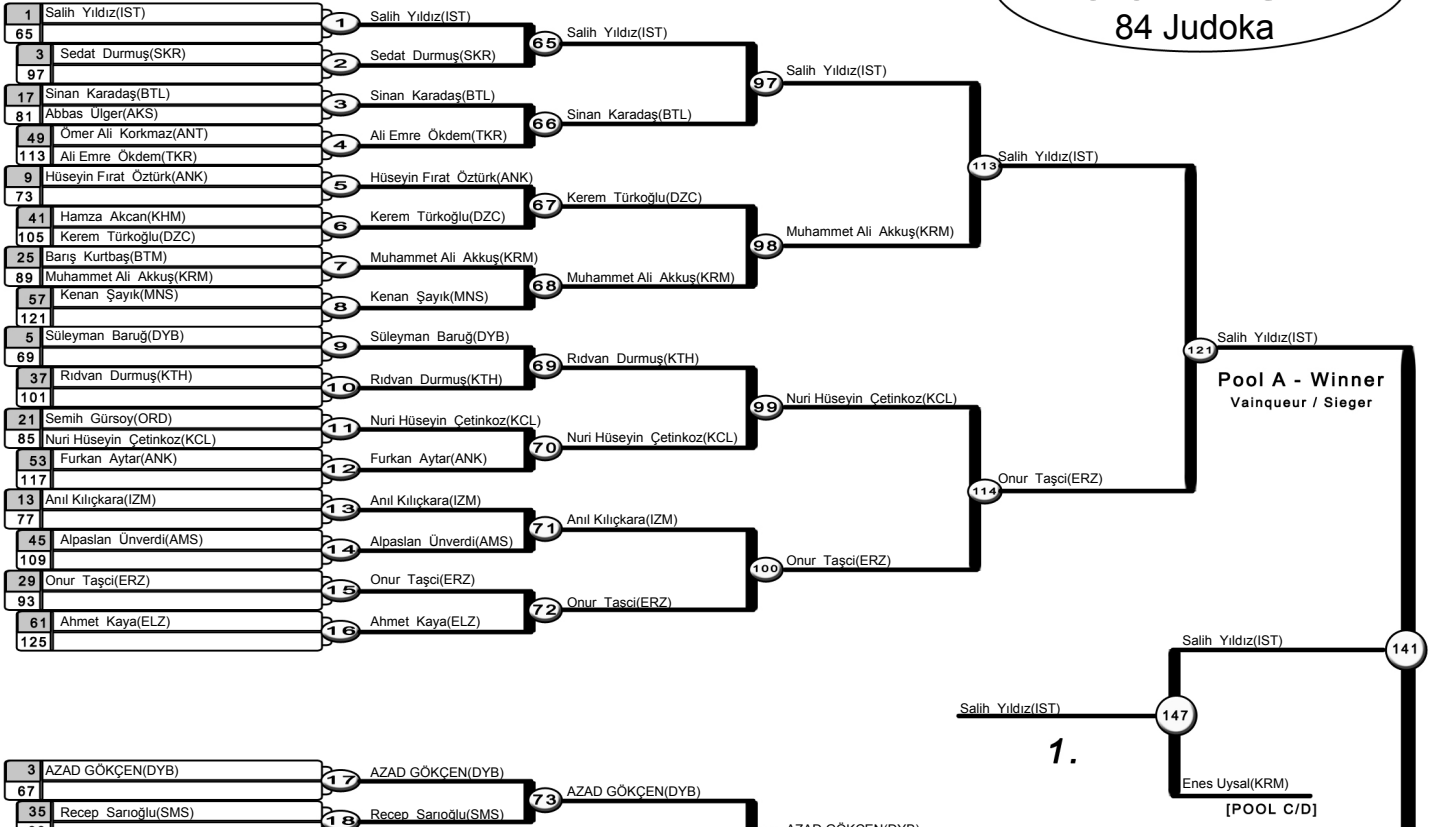 84 Judoka
1 Salih Yıldız(IST)
65
3 Sedat Durmuş(SKR)
97
17 Sinan Karadaş(BTL)
81 Abbas Ülger(AKS)
49 Ömer Ali Korkmaz(ANT)
113 Ali Emre Ökdem(TKR)
9 Hüseyin Fırat Öztürk(ANK)
73
41 Hamza Akcan(KHM)
105 Kerem Türkoğlu(DZC)
25 Barış Kurtbaş(BTM)
89 Muhammet Ali Akkuş(KRM)
57 Kenan Şayık(MNS)
121
5 Süleyman Baruğ(DYB)
69
37 Rıdvan Durmuş(KTH)
101
21 Semih Gürsoy(ORD)
85 Nuri Hüseyin Çetinkoz(KCL)
53 Furkan Aytar(ANK)
117
13 Anıl Kılıçkara(IZM)
77
45 Alpaslan Ünverdi(AMS)
109
29 Onur Taşci(ERZ)
93
61 Ahmet Kaya(ELZ)
125
1 Salih Yıldız(IST)
2 Sedat Durmuş(SKR)
3 Sinan Karadaş(BTL)
4 Ali Emre Ökdem(TKR)
5 Hüseyin Fırat Öztürk(ANK)
6 Kerem Türkoğlu(DZC)
7 Muhammet Ali Akkuş(KRM)
8 Kenan Şayık(MNS)
9 Süleyman Baruğ(DYB)
10 Rıdvan Durmuş(KTH)
11 Nuri Hüseyin Çetinkoz(KCL)
12 Furkan Aytar(ANK)
13 Anıl Kılıçkara(IZM)
14 Alpaslan Ünverdi(AMS)
15 Onur Taşci(ERZ)
16 Ahmet Kaya(ELZ)
65 Salih Yıldız(IST)
66 Sinan Karadaş(BTL)
67 Kerem Türkoğlu(DZC)
68 Muhammet Ali Akkuş(KRM)
69 Rıdvan Durmuş(KTH)
70 Nuri Hüseyin Çetinkoz(KCL)
71 Anıl Kılıçkara(IZM)
72 Onur Taşci(ERZ)
97 Salih Yıldız(IST)
98 Muhammet Ali Akkuş(KRM)
99 Nuri Hüseyin Çetinkoz(KCL)
100 Onur Taşci(ERZ)
113 Salih Yıldız(IST)
114 Onur Taşci(ERZ)
121 Salih Yıldız(IST)
Pool A - Winner
Vainqueur / Sieger
Salih Yıldız(IST) 141
Salih Yıldız(IST) 147
1.
Enes Uysal(KRM)
[POOL C/D]
3 AZAD GÖKÇEN(DYB)
67
35 Recep Sarıoğlu(SMS)
17 AZAD GÖKÇEN(DYB)
18 Recep Sarıoğlu(SMS)
73 AZAD GÖKÇEN(DYB)
AZAD GÖKÇEN(DYB)